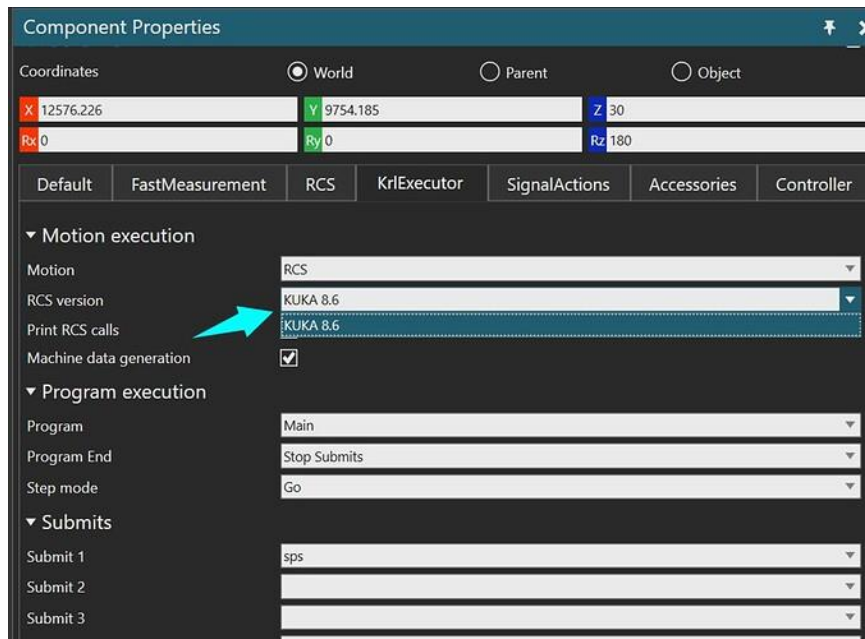 Component Properties
Coordinates World Parent Object
X 12576.226 Y 9754.185 Z 30
Rx 0 Ry 0 Rz 180
Default FastMeasurement RCS KrlExecutor SignalActions Accessories Controller
Motion execution
Motion RCS
RCS version KUKA 8.6
Print RCS calls KUKA 8.6
Machine data generation
Program execution
Program Main
Program End Stop Submits
Step mode Go
Submits
Submit 1 sps
Submit 2
Submit 3